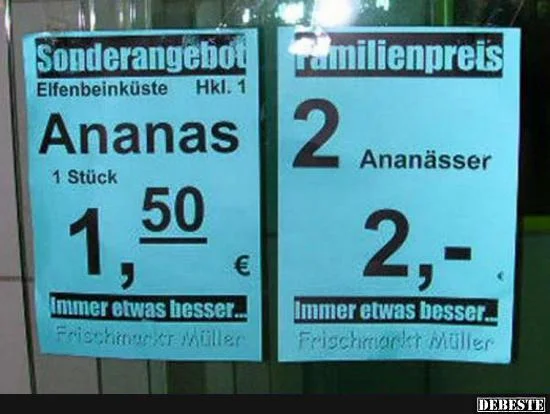 Sonderangebot
Elfenbeinküste Hkl. 1
Ananas
1 Stück
1,50
€
Immer etwas besser...
Frischmarkt Müller
Familienpreis
2 Ananässer
2,-
€
Immer etwas besser...
Frischmarkt Müller
DEBESTE